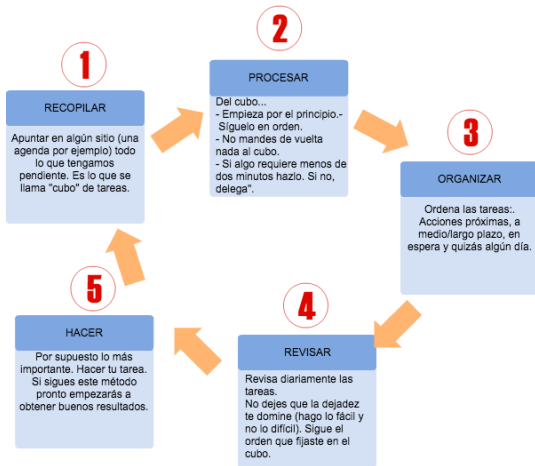 1
RECOPILAR
Apuntar en algún sitio (una
agenda por ejemplo) todo
lo que tengamos
pendiente. Es lo que se
llama "cubo" de tareas.
2
PROCESAR
Del cubo...
- Empieza por el principio.-
Síguelo en orden.
- No mandes de vuelta
nada al cubo.
- Si algo requiere menos de
dos minutos hazlo. Si no,
delega".
3
ORGANIZAR
Ordena las tareas:.
Acciones próximas, a
medio/largo plazo, en
espera y quizás algún día.
4
REVISAR
Revisa diariamente las
tareas.
No dejes que la dejadez
te domine (hago lo fácil y
no lo difícil). Sigue el
orden que fijaste en el
cubo.
5
HACER
Por supuesto lo más
importante. Hacer tu tarea.
Si sigues este método
pronto empezarás a
obtener buenos resultados.